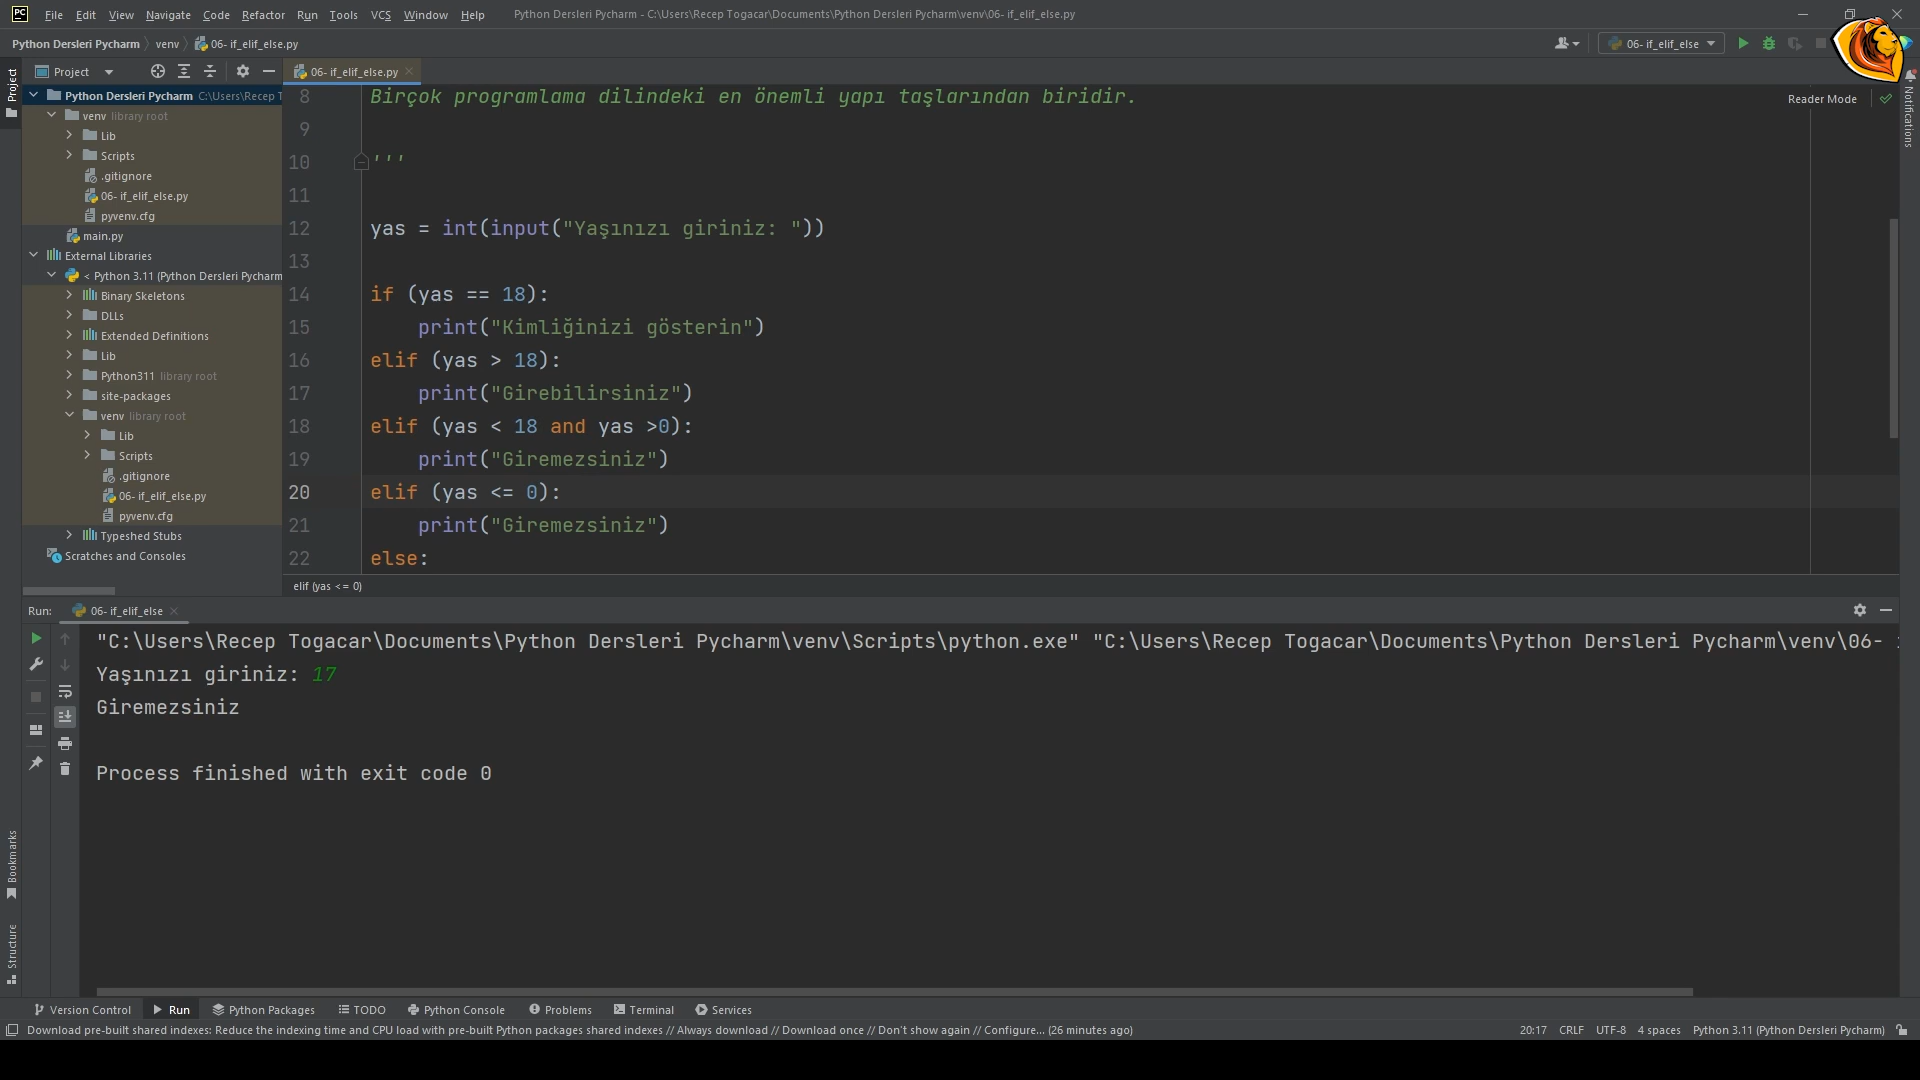 PC File Edit View Navigate Code Refactor Run Tools VCS Window Help Python Dersleri Pycharm - C:\Users\Recep Togacar\Documents\Python Dersleri Pycharm\venv\06- if_elif_else.py
Python Dersleri Pycharm venv 06- if_elif_else.py 06- if_elif_else
Project 06- if_elif_else.py
Project
Python Dersleri Pycharm C:\Users\Recep T
venv library root
Lib
Scripts
.gitignore
06- if_elif_else.py
pyvenv.cfg
main.py
External Libraries
< Python 3.11 (Python Dersleri Pycharm
Binary Skeletons
DLLs
Extended Definitions
Lib
Python311 library root
site-packages
venv library root
Lib
Scripts
.gitignore
06- if_elif_else.py
pyvenv.cfg
Typeshed Stubs
Scratches and Consoles
8 Birçok programlama dilindeki en önemli yapı taşlarından biridir.
9
10 '''
11
12 yas = int(input("Yaşınızı giriniz: "))
13
14 if (yas == 18):
15 print("Kimliğinizi gösterin")
16 elif (yas > 18):
17 print("Girebilirsiniz")
18 elif (yas < 18 and yas >0):
19 print("Giremezsiniz")
20 elif (yas <= 0):
21 print("Giremezsiniz")
22 else:
Reader Mode
Notifications
elif (yas <= 0)
Run: 06- if_elif_else
"C:\Users\Recep Togacar\Documents\Python Dersleri Pycharm\venv\Scripts\python.exe" "C:\Users\Recep Togacar\Documents\Python Dersleri Pycharm\venv\06-
Yaşınızı giriniz: 17
Giremezsiniz
Process finished with exit code 0
Bookmarks
Structure
Version Control Run Python Packages TODO Python Console Problems Terminal Services
Download pre-built shared indexes: Reduce the indexing time and CPU load with pre-built Python packages shared indexes // Always download // Download once // Don't show again // Configure... (26 minutes ago) 20:17 CRLF UTF-8 4 spaces Python 3.11 (Python Dersleri Pycharm)